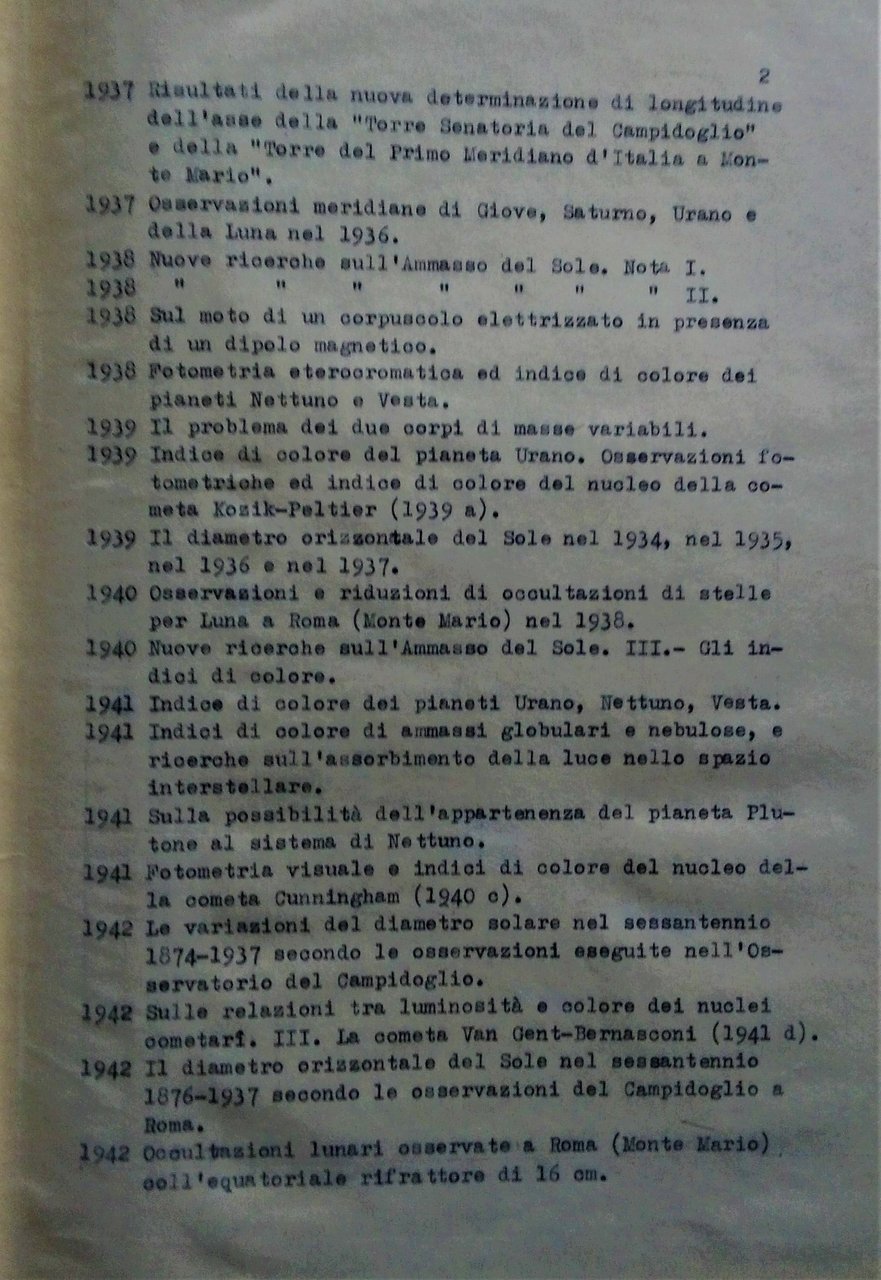 2
1937 Risultati della nuova determinazione di longitudine
dell'asse della "Torre Senatoria del Campidoglio"
e della "Torre del Primo Meridiano d'Italia a Mon-
te Mario".
1937 Osservazioni meridiane di Giove, Saturno, Urano e
della Luna nel 1936.
1938 Nuove ricerche sull'Ammasso del Sole. Nota I.
1938 " " " " " " " II.
1938 Sul moto di un corpuscolo elettrizzato in presenza
di un dipolo magnetico.
1938 Fotometria eterocromatica ed indice di colore dei
pianeti Nettuno e Vesta.
1939 Il problema dei due corpi di masse variabili.
1939 Indice di colore del pianeta Urano. Osservazioni fo-
tometriche ed indice di colore del nucleo della co-
meta Kozik-Peltier (1939 a).
1939 Il diametro orizzontale del Sole nel 1934, nel 1935,
nel 1936 e nel 1937.
1940 Osservazioni e riduzioni di occultazioni di stelle
per Luna a Roma (Monte Mario) nel 1938.
1940 Nuove ricerche sull'Ammasso del Sole. III.- Gli in-
dici di colore.
1941 Indice di colore dei pianeti Urano, Nettuno, Vesta.
1941 Indici di colore di ammassi globulari e nebulose, e
ricerche sull'assorbimento della luce nello spazio
interstellare.
1941 Sulla possibilità dell'appartenenza del pianeta Plu-
tone al sistema di Nettuno.
1941 Fotometria visuale e indici di colore del nucleo del-
la cometa Cunningham (1940 c).
1942 Le variazioni del diametro solare nel sessantennio
1874-1937 secondo le osservazioni eseguite nell'Os-
servatorio del Campidoglio.
1942 Sulle relazioni tra luminosità e colore dei nuclei
cometari. III. La cometa Van Gent-Bernasconi (1941 d).
1942 Il diametro orizzontale del Sole nel sessantennio
1876-1937 secondo le osservazioni del Campidoglio a
Roma.
1942 Occultazioni lunari osservate a Roma (Monte Mario)
coll'equatoriale rifrattore di 16 cm.